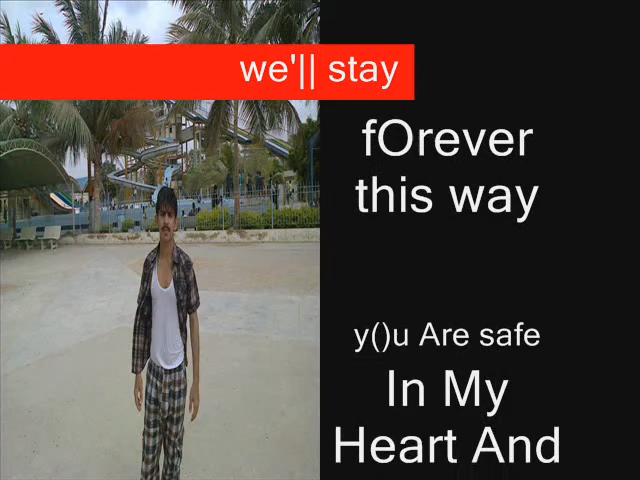 we'|| stay
fOrever
this way
y()u Are safe
In My
Heart And